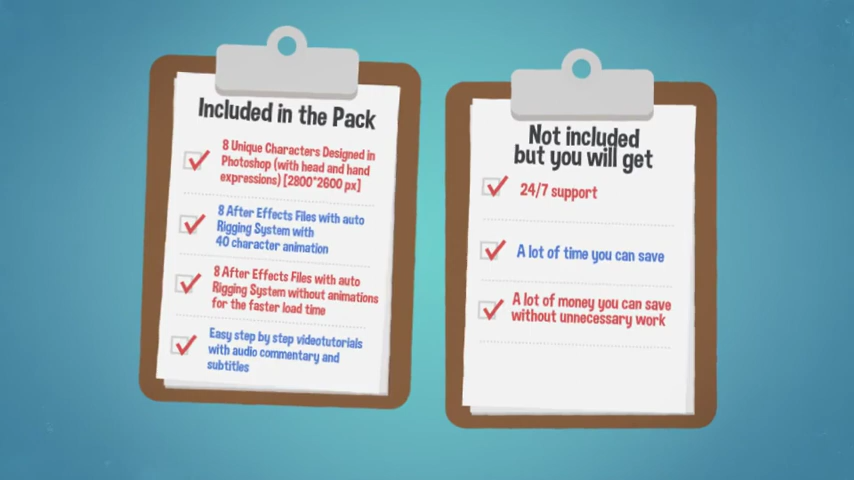 Included in the Pack
8 Unique Characters Designed in
Photoshop (with head and hand
expressions) [2800*2600 px]
8 After Effects Files with auto
Rigging System with
40 character animation
8 After Effects Files with auto
Rigging System without animations
for the faster load time
Easy step by step videotutorials
with audio commentary and
subtitles
Not included
but you will get
24/7 support
A lot of time you can save
A lot of money you can save
without unnecessary work